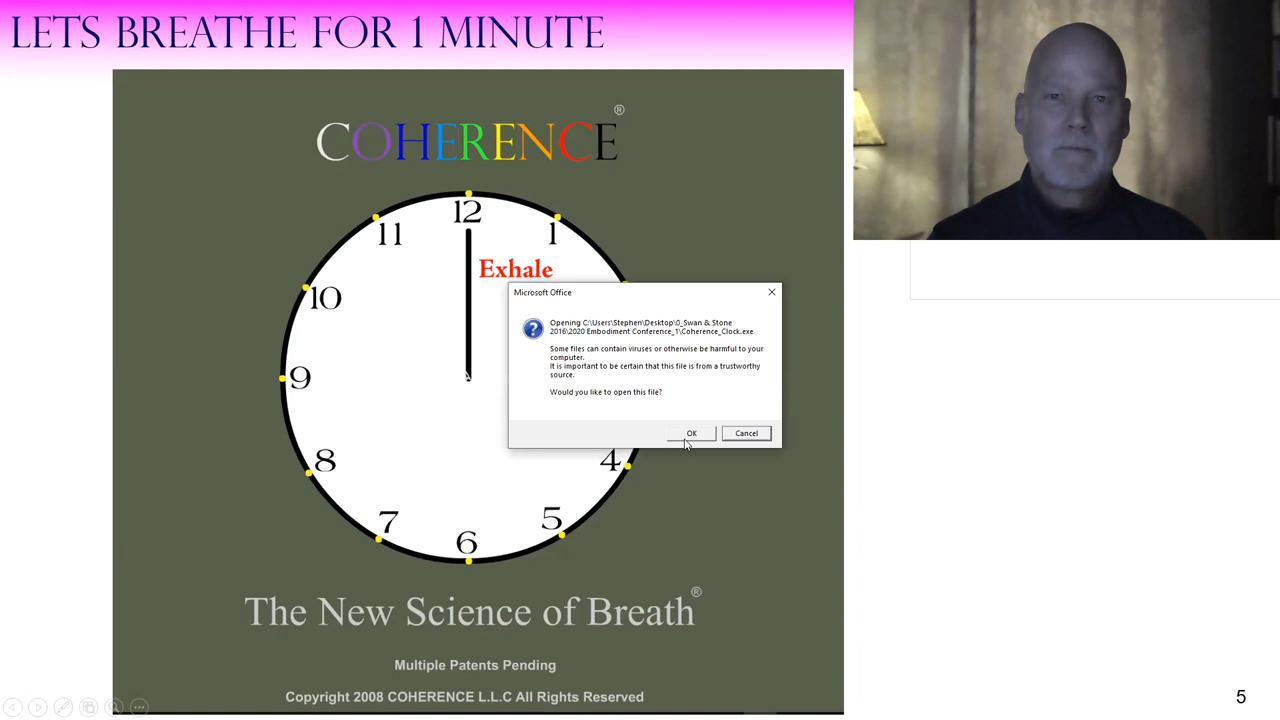 LETS BREATHE FOR 1 MINUTE
®
COHERENCE
12
11
1
Exhale
10
9
8
4
7
5
6
Microsoft Office
Opening C:\Users\Stephen\Desktop\0_Swan & Stone
2016\2020 Embodiment Conference_1\Coherence_Clock.exe
Some files can contain viruses or otherwise be harmful to your
computer.
It is important to be certain that this file is from a trustworthy
source.
Would you like to open this file?
OK
Cancel
The New Science of Breath®
Multiple Patents Pending
Copyright 2008 COHERENCE L.L.C All Rights Reserved
5